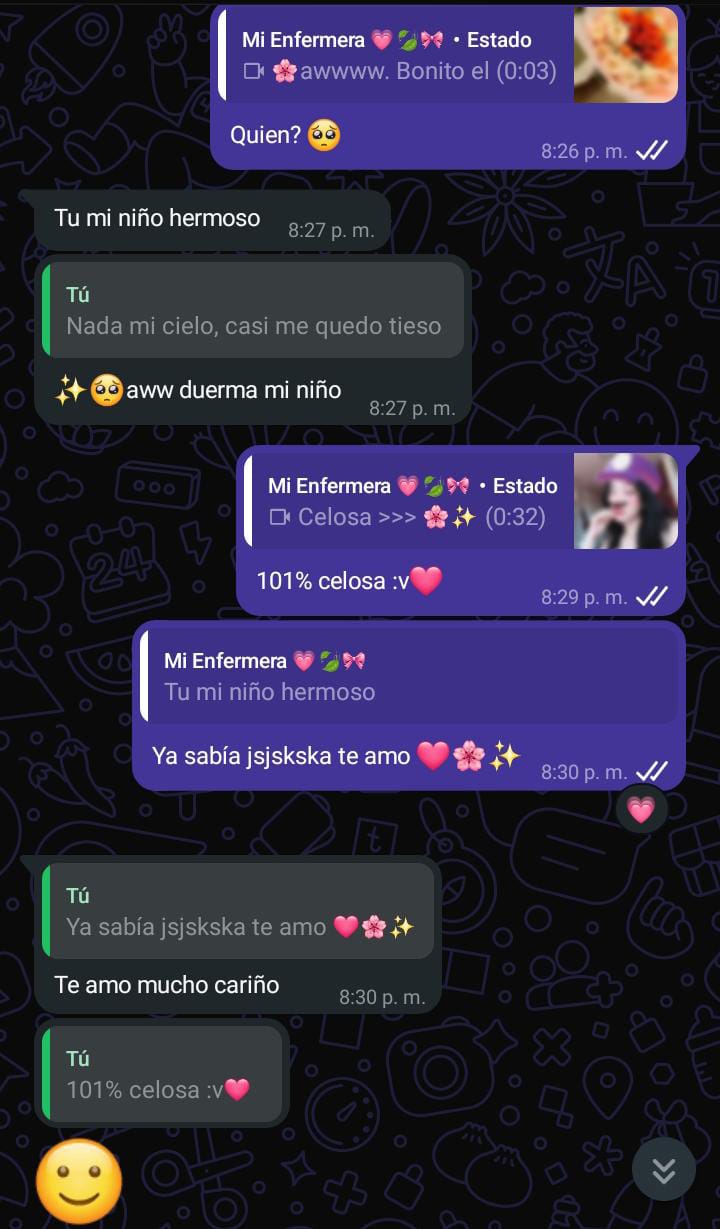 Mi Enfermera 💗🍃🎀 • Estado
🌸awwww. Bonito el (0:03)
Quien? 🥺
8:26 p. m.
Tu mi niño hermoso
8:27 p. m.
Tú
Nada mi cielo, casi me quedo tieso
✨🥺aww duerma mi niño
8:27 p. m.
Mi Enfermera 💗🍃🎀 • Estado
Celosa >>> 🌸✨ (0:32)
101% celosa :v❤️
8:29 p. m.
Mi Enfermera 💗🍃🎀
Tu mi niño hermoso
Ya sabía jsjskska te amo ❤️🌸✨
8:30 p. m.
💗
Tú
Ya sabía jsjskska te amo ❤️🌸✨
Te amo mucho cariño
8:30 p. m.
Tú
101% celosa :v❤️
🙂